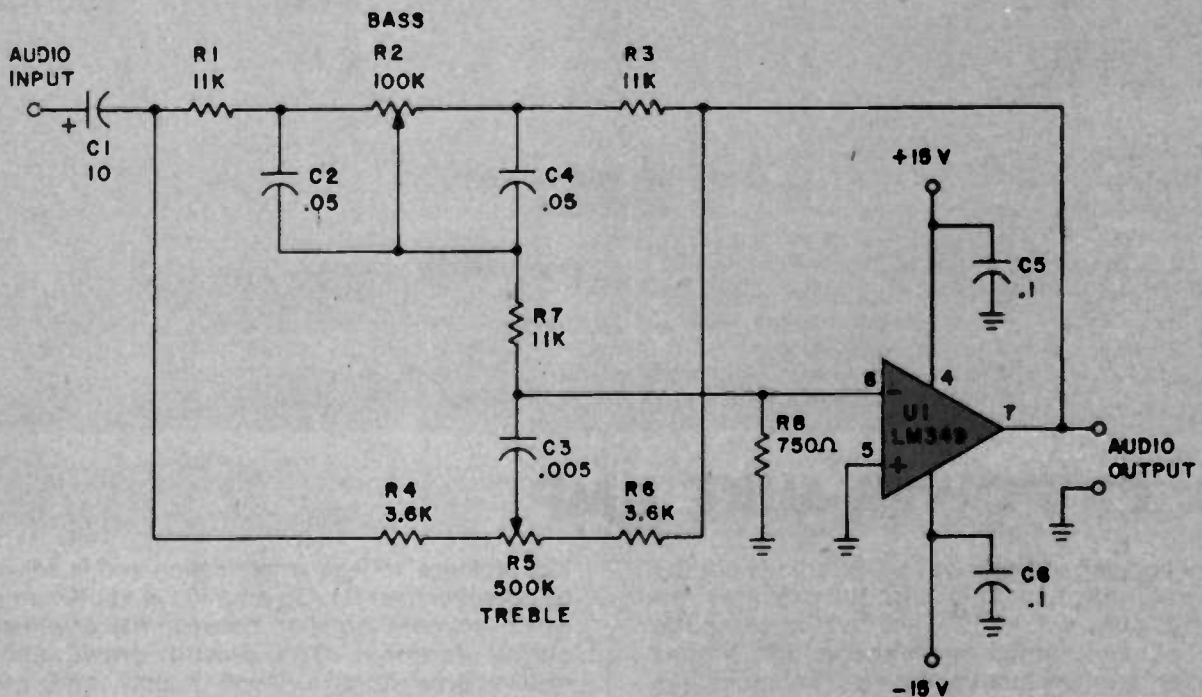 BASS
AUDIO
INPUT
R1
11K
R2
100K
R3
11K
+
C1
10
C2
.05
C4
.05
+15V
C5
.1
R7
11K
6
-
4
U1
LM349
7
5
+
R8
750Ω
AUDIO
OUTPUT
C3
.005
R4
3.6K
R6
3.6K
R5
500K
TREBLE
C6
.1
-15V